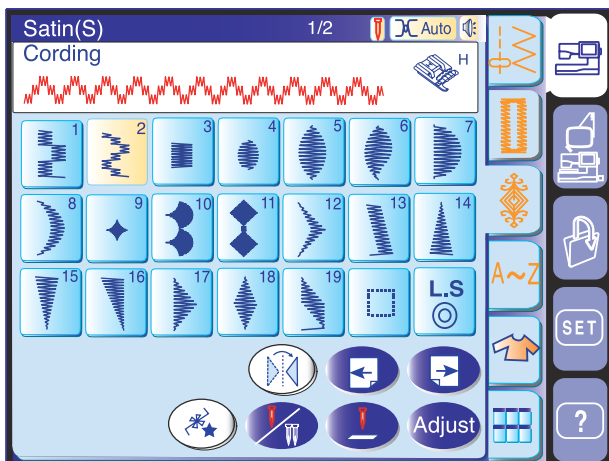 Satin(S) 1/2 Auto
Cording H
1 2 3 4 5 6 7
8 9 10 11 12 13 14
15 16 17 18 19 L.S
A~Z
SET
Adjust ?